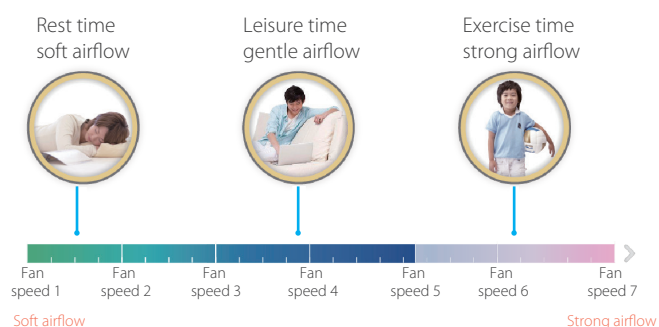 Rest time
soft airflow
Leisure time
gentle airflow
Exercise time
strong airflow
Fan
speed 1
Fan
speed 2
Fan
speed 3
Fan
speed 4
Fan
speed 5
Fan
speed 6
Fan
speed 7
Soft airflow
Strong airflow